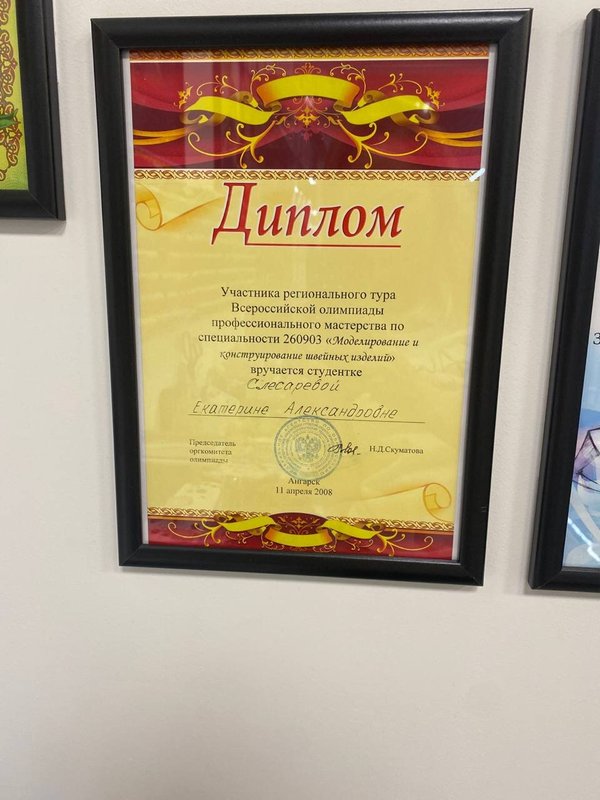 Диплом
Участника регионального тура
Всероссийской олимпиады
профессионального мастерства по
специальности 260903 «Моделирование и
конструирование швейных изделий»
вручается студентке
Слесаревой
Екатерине Александровне
Председатель
оргкомитета
олимпиады
Н.Д.Скуматова
Ангарск
11 апреля 2008